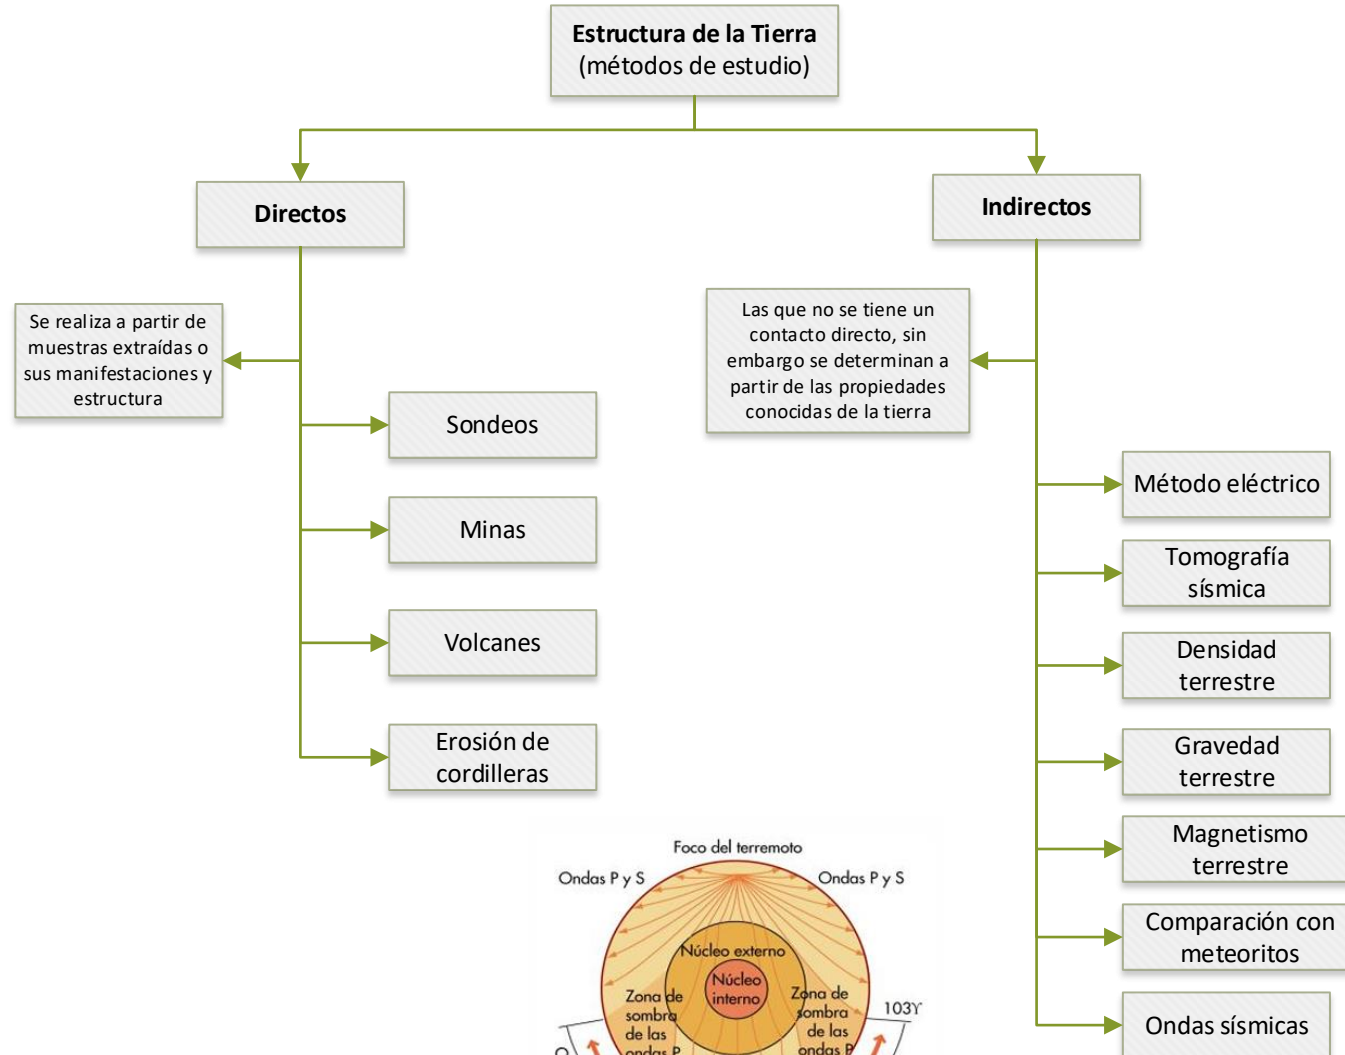 Estructura de la Tierra
(métodos de estudio)
Directos
Indirectos
Se realiza a partir de
muestras extraídas o
sus manifestaciones y
estructura
Las que no se tiene un
contacto directo, sin
embargo se determinan a
partir de las propiedades
conocidas de la tierra
Sondeos
Minas
Volcanes
Erosión de
cordilleras
Método eléctrico
Tomografía
sísmica
Densidad
terrestre
Gravedad
terrestre
Magnetismo
terrestre
Comparación con
meteoritos
Ondas sísmicas
Foco del terremoto
Ondas P y S
Ondas P y S
Núcleo externo
Núcleo
interno
Zona de
sombra
de las
ondas P
Zona de
sombra
de las
ondas P
103ϒ